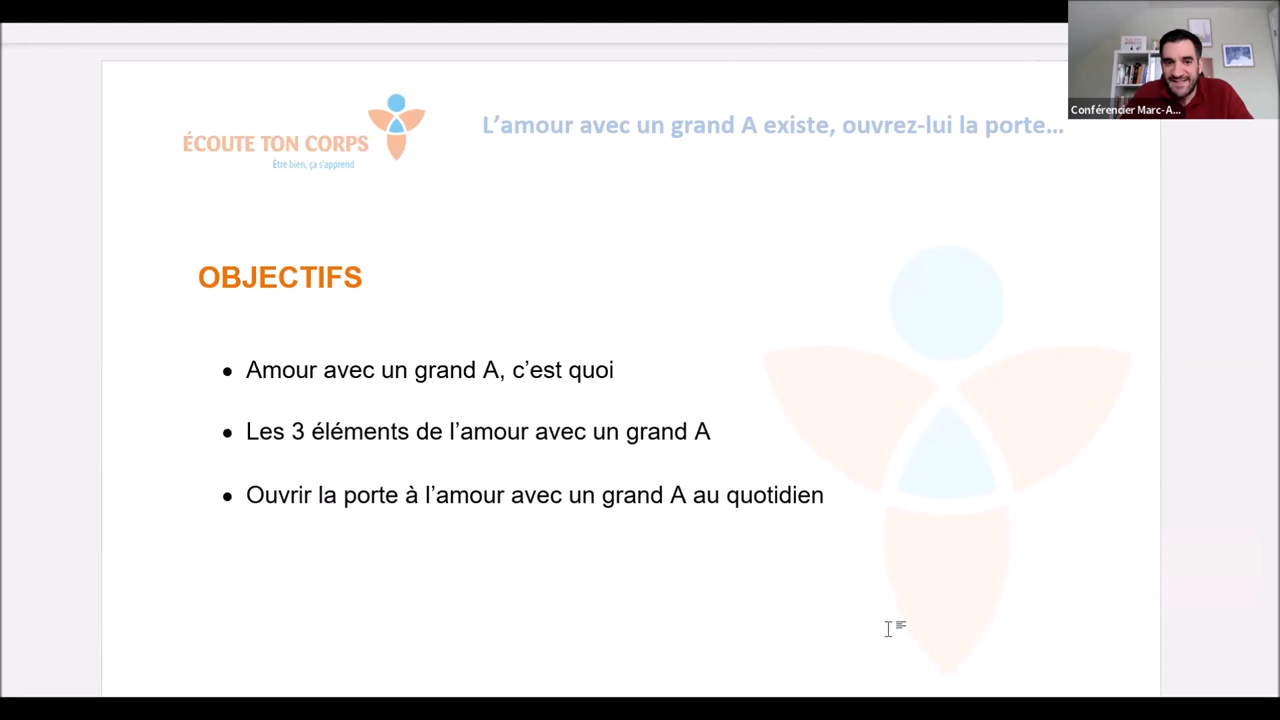 ÉCOUTE TON CORPS
Être bien, ça s'apprend
L'amour avec un grand A existe, ouvrez-lui la porte...
Conférencier Marc-A...
OBJECTIFS
• Amour avec un grand A, c'est quoi
• Les 3 éléments de l'amour avec un grand A
• Ouvrir la porte à l'amour avec un grand A au quotidien